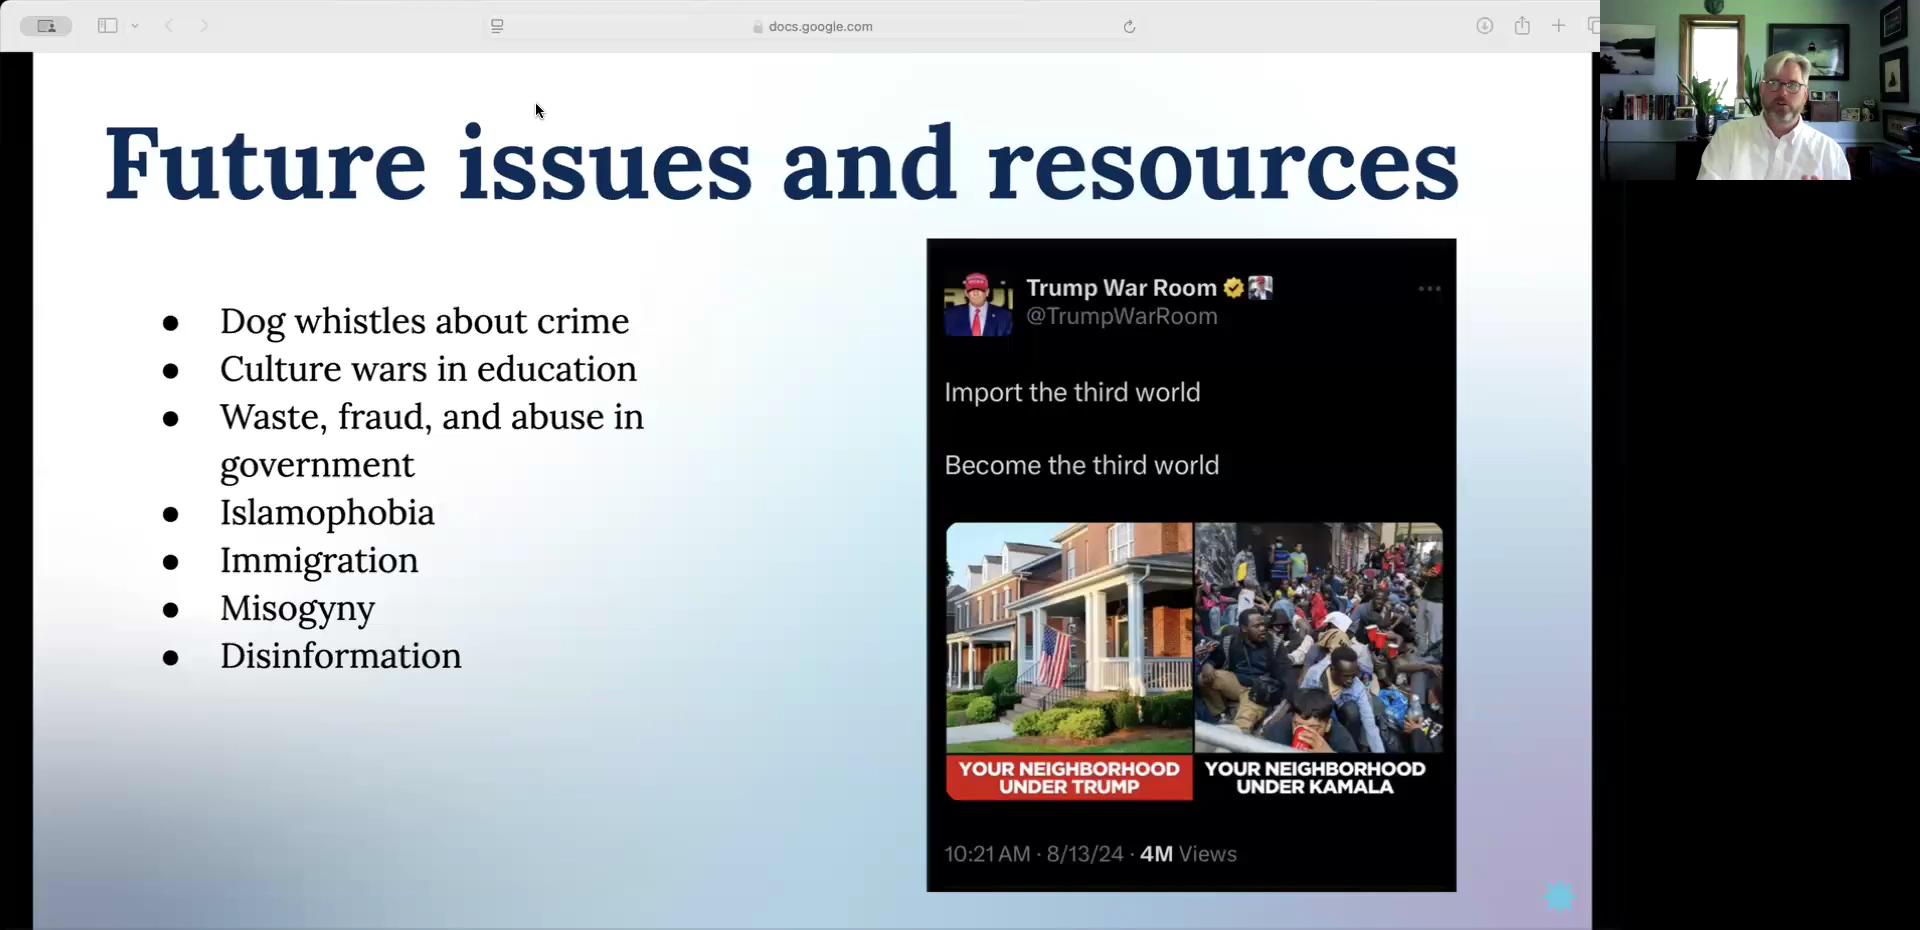 docs.google.com
Future issues and resources
● Dog whistles about crime
● Culture wars in education
● Waste, fraud, and abuse in
government
● Islamophobia
● Immigration
● Misogyny
● Disinformation
Trump War Room
@TrumpWarRoom
Import the third world
Become the third world
YOUR NEIGHBORHOOD
UNDER TRUMP
YOUR NEIGHBORHOOD
UNDER KAMALA
10:21 AM · 8/13/24 · 4M Views